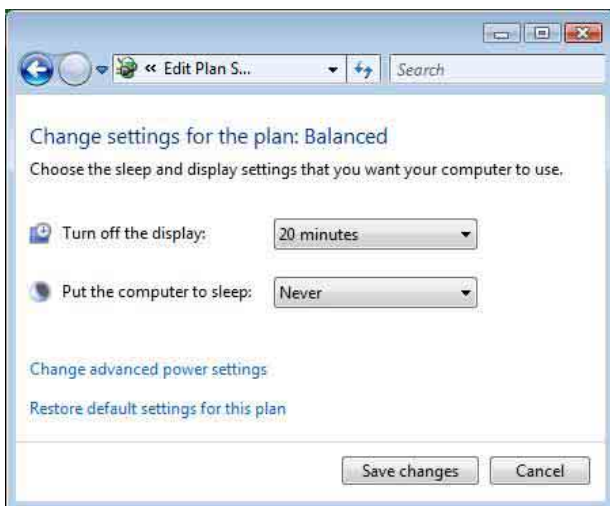 « Edit Plan S...
Search
Change settings for the plan: Balanced
Choose the sleep and display settings that you want your computer to use.
Turn off the display: 20 minutes
Put the computer to sleep: Never
Change advanced power settings
Restore default settings for this plan
Save changes Cancel